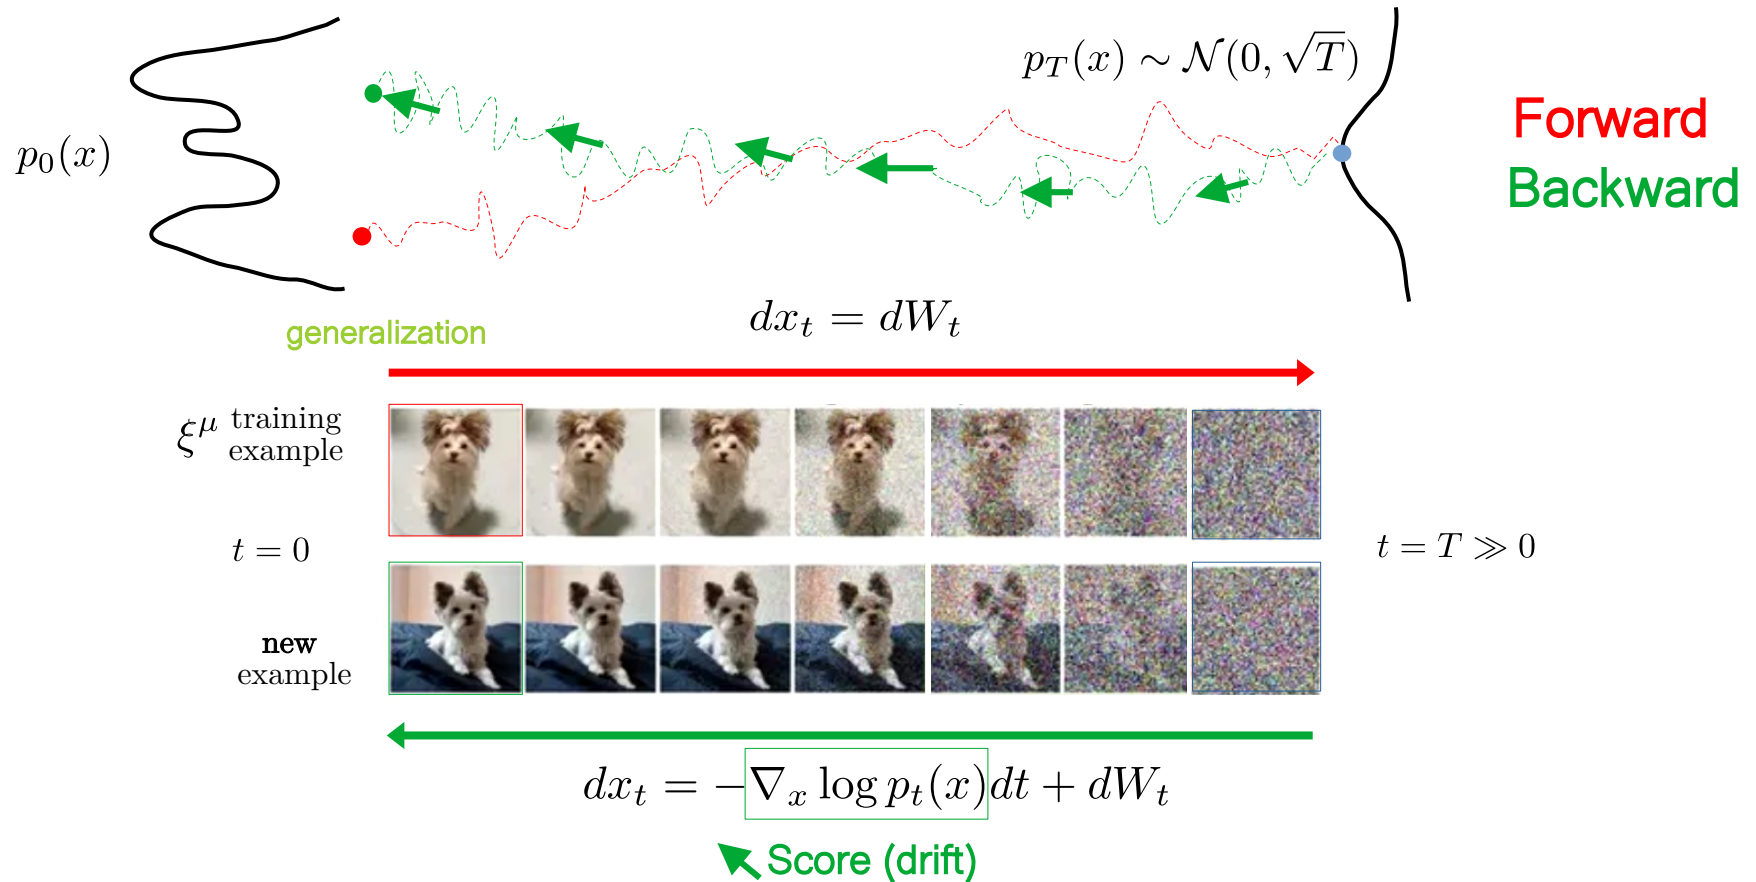 p_T(x) ∼ 𝒩(0, √T)
Forward
Backward
p_0(x)
dx_t = dW_t
generalization
ξ^μ training
example
t = 0
t = T ≫ 0
new
example
dx_t = −∇_x log p_t(x)dt + dW_t
Score (drift)